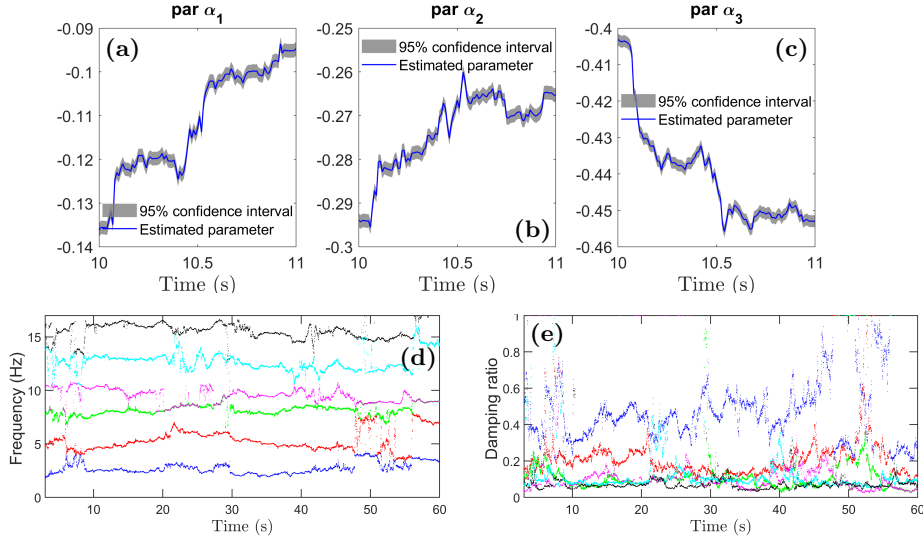 par α1
par α2
par α3
-0.09
-0.1
-0.11
-0.12
-0.13
-0.14
(a)
95% confidence interval
Estimated parameter
10
10.5
11
Time (s)
-0.25
-0.26
-0.27
-0.28
-0.29
-0.3
95% confidence interval
Estimated parameter
(b)
10
10.5
11
Time (s)
-0.4
-0.41
-0.42
-0.43
-0.44
-0.45
-0.46
(c)
95% confidence interval
Estimated parameter
10
10.5
11
Time (s)
Frequency (Hz)
15
10
5
0
(d)
10
20
30
40
50
60
Time (s)
Damping ratio
1
0.8
0.6
0.4
0.2
0
(e)
10
20
30
40
50
60
Time (s)